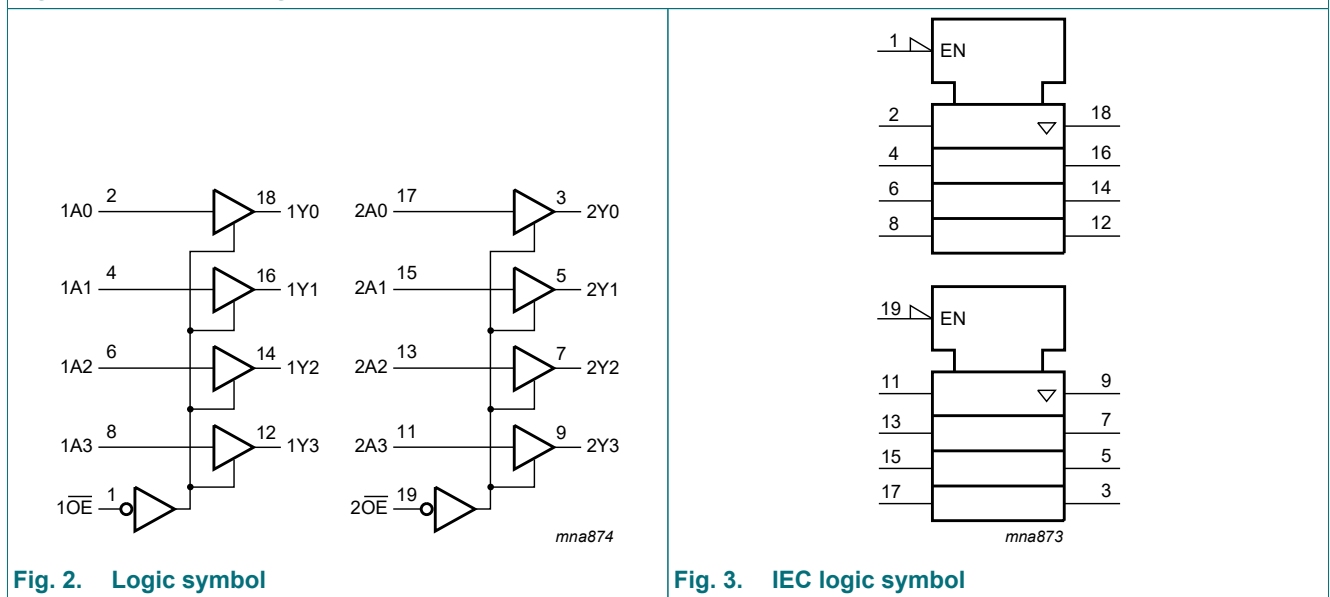 2
18
1A0
1Y0
17
3
2A0
2Y0
4
16
1A1
1Y1
15
5
2A1
2Y1
6
14
1A2
1Y2
13
7
2A2
2Y2
8
12
1A3
1Y3
11
9
2A3
2Y3
1
1OE
19
2OE
mna874
Fig. 2. Logic symbol
1
EN
2
18
4
16
6
14
8
12
19
EN
11
9
13
7
15
5
17
3
mna873
Fig. 3. IEC logic symbol